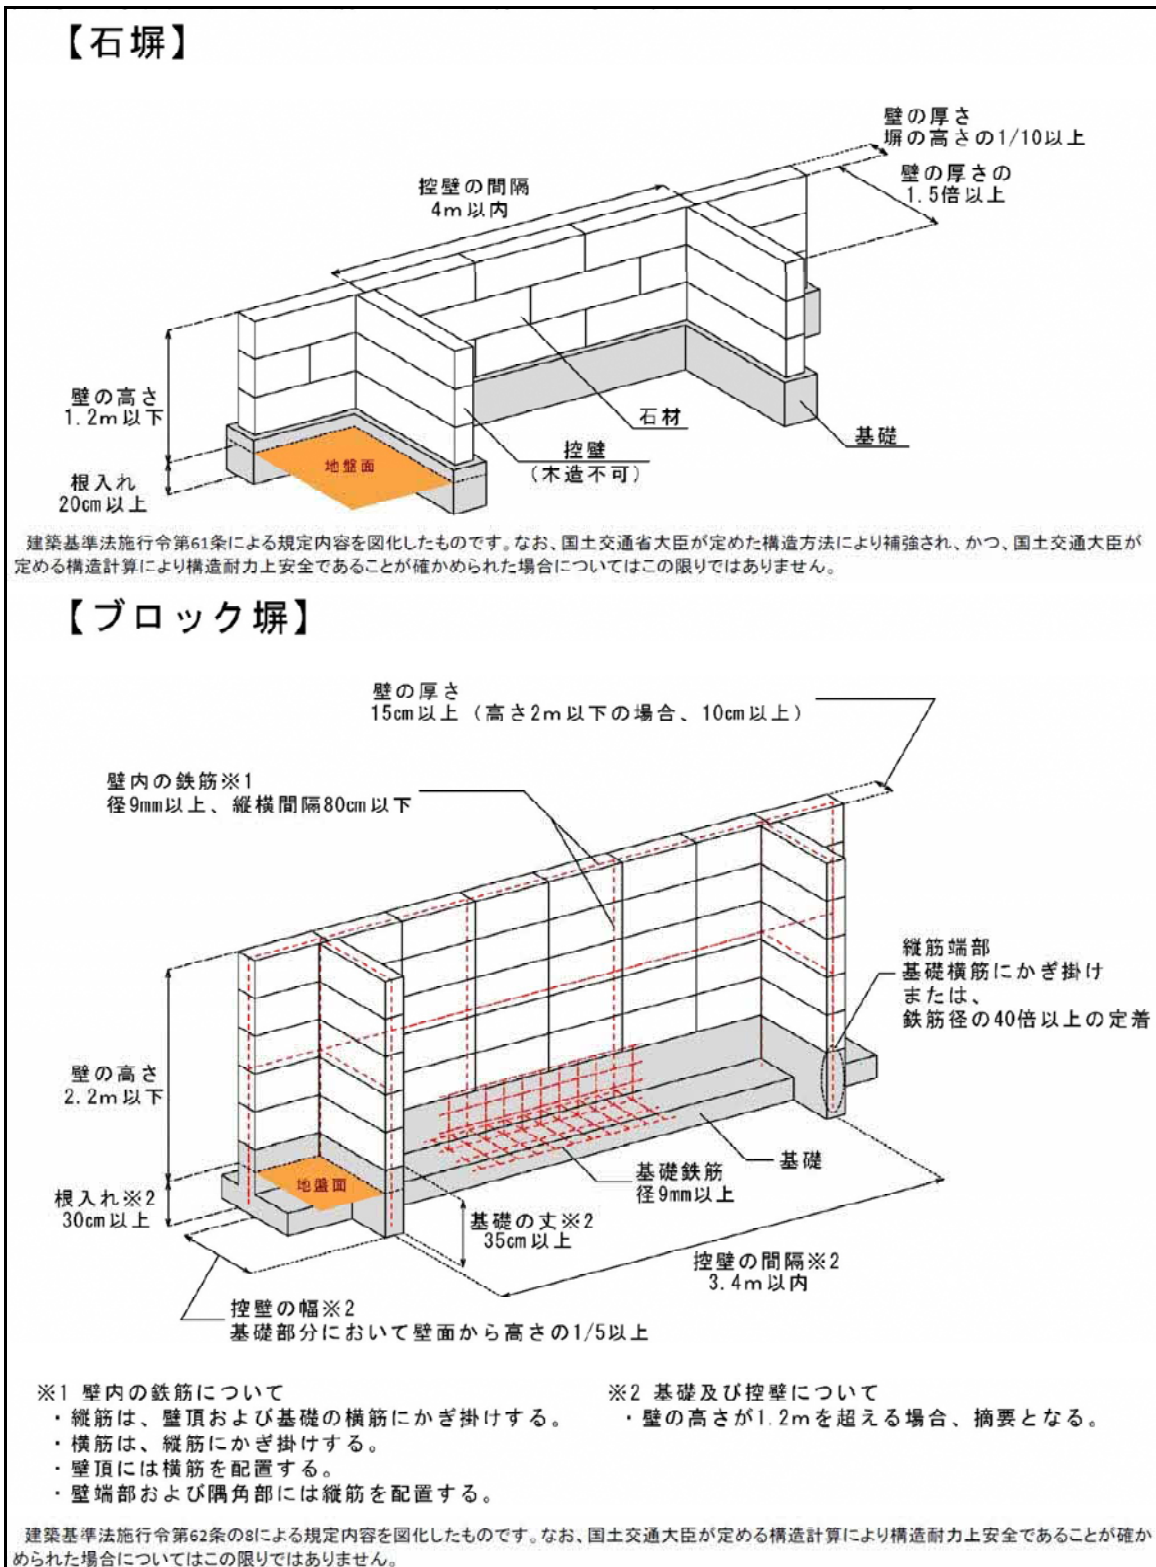 【石塀】
壁の厚さ
塀の高さの1/10以上
壁の厚さの
1.5倍以上
控壁の間隔
4m以内
壁の高さ
1.2m以下
根入れ
20cm以上
地盤面
石材
控壁
（木造不可）
基礎
建築基準法施行令第61条による規定内容を図化したものです。なお、国土交通省大臣が定めた構造方法により補強され、かつ、国土交通大臣が
定める構造計算により構造耐力上安全であることが確かめられた場合についてはこの限りではありません。
【ブロック塀】
壁の厚さ
15cm以上（高さ2m以下の場合、10cm以上）
壁内の鉄筋※1
径9mm以上、縦横間隔80cm以下
縦筋端部
基礎横筋にかぎ掛け
または、
鉄筋径の40倍以上の定着
壁の高さ
2.2m以下
根入れ※2
30cm以上
地盤面
基礎の丈※2
35cm以上
基礎鉄筋
径9mm以上
基礎
控壁の間隔※2
3.4m以内
控壁の幅※2
基礎部分において壁面から高さの1/5以上
※1 壁内の鉄筋について
・縦筋は、壁頂および基礎の横筋にかぎ掛けする。
・横筋は、縦筋にかぎ掛けする。
・壁頂には横筋を配置する。
・壁端部および隅角部には縦筋を配置する。
※2 基礎及び控壁について
・壁の高さが1.2mを超える場合、摘要となる。
建築基準法施行令第62条の8による規定内容を図化したものです。なお、国土交通大臣が定める構造計算により構造耐力上安全であることが確か
められた場合についてはこの限りではありません。